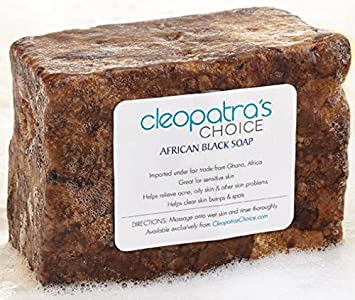 cleopatra's
CHOICE
AFRICAN BLACK SOAP
Imported under fair trade from Ghana, Africa
Great for sensitive skin
Helps relieve acne, oily skin & other skin problems
Helps clear skin bumps & spots
DIRECTIONS: Massage onto wet skin and rinse thoroughly
Available exclusively from CleopatrasChoice.com